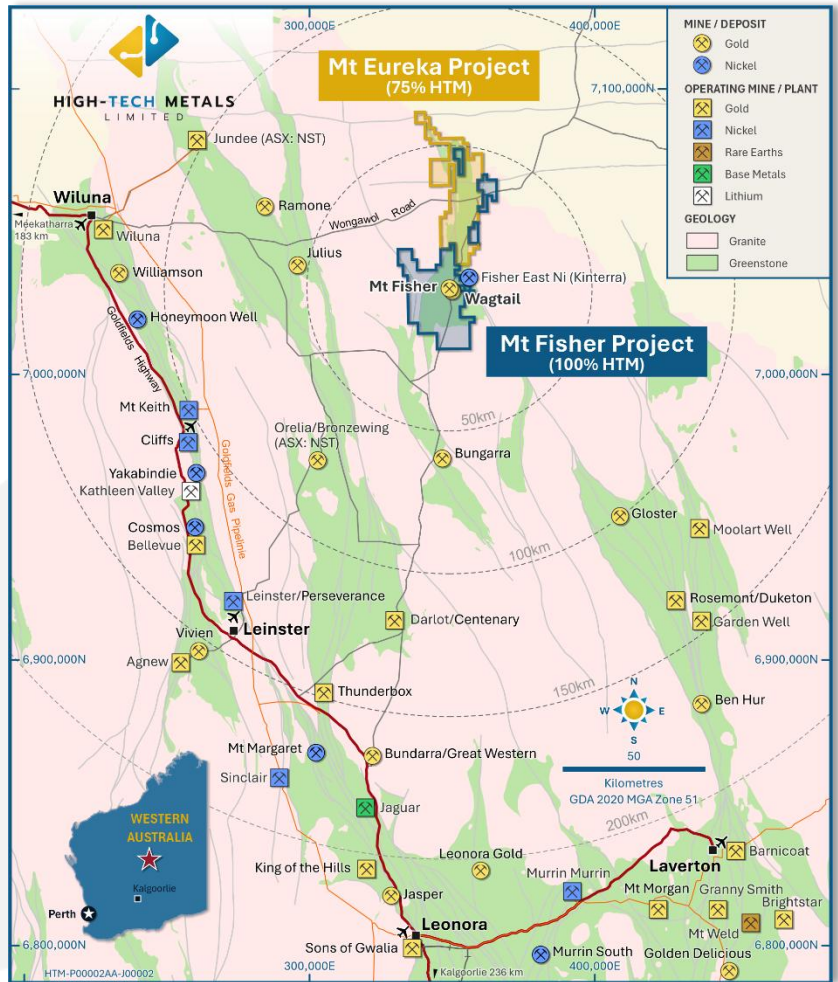 300,000E
400,000E
HIGH-TECH METALS
LIMITED
Mt Eureka Project
(75% HTM)
7,100,000N
MINE / DEPOSIT
Gold
Nickel
OPERATING MINE / PLANT
Gold
Nickel
Rare Earths
Base Metals
Lithium
GEOLOGY
Granite
Greenstone
Jundee (ASX: NST)
Wiluna
Meekatharra
183 km
Wiluna
Ramone
Wongawol Road
Williamson
Julius
Fisher East Ni (Kinterra)
Mt Fisher
Wagtail
Honeymoon Well
Goldfields Highway
Mt Fisher Project
(100% HTM)
7,000,000N
7,000,000N
Mt Keith
50km
Cliffs
Orelia/Bronzewing
(ASX: NST)
Goldfields Gas Pipelinie
Bungarra
Yakabindie
Kathleen Valley
Gloster
Cosmos
Bellevue
100km
Moolart Well
Leinster/Perseverance
Rosemont/Duketon
Darlot/Centenary
Garden Well
Leinster
Vivien
6,900,000N
6,900,000N
Agnew
Thunderbox
150km
N
W
E
S
Ben Hur
Mt Margaret
Bundarra/Great Western
50
Kilometres
GDA 2020 MGA Zone 51
Sinclair
Jaguar
200km
WESTERN
AUSTRALIA
Kalgoorlie
Perth
King of the Hills
Leonora Gold
Laverton
Barnicoat
Jasper
Murrin Murrin
Mt Morgan
Granny Smith
Brightstar
Leonora
Mt Weld
Sons of Gwalia
Murrin South
Golden Delicious
6,800,000N
6,800,000N
HTM-P00002AA-J00002
300,000E
Kalgoorlie 236 km
400,000E